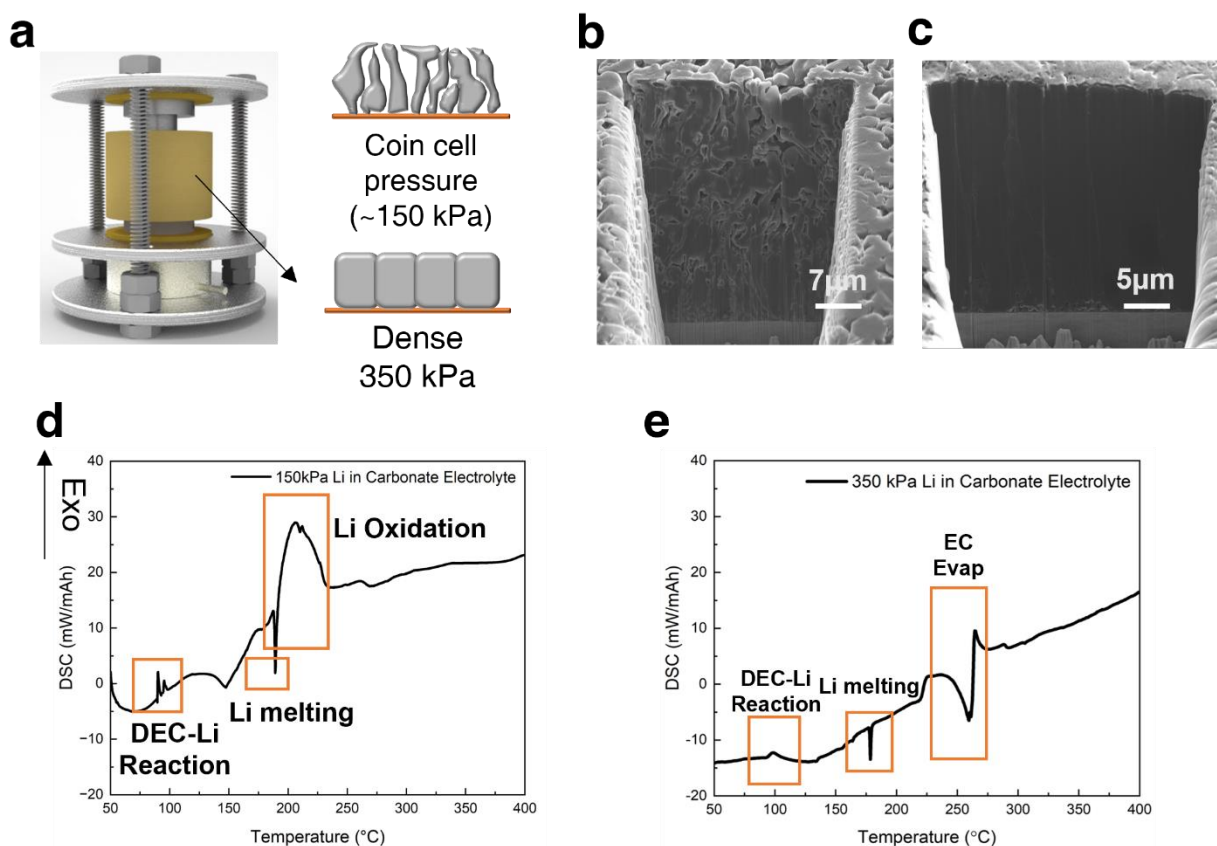 a
Coin cell
pressure
(~150 kPa)
Dense
350 kPa
b
7µm
c
5µm
d
Exo
DSC (mW/mAh)
40
30
20
10
0
−10
−20
150kPa Li in Carbonate Electrolyte
Li Oxidation
DEC-Li
Reaction
Li melting
50
100
150
200
250
300
350
400
Temperature (°C)
e
DSC (mW/mAh)
40
30
20
10
0
-10
-20
350 kPa Li in Carbonate Electrolyte
EC
Evap
DEC-Li
Reaction
Li melting
50
100
150
200
250
300
350
400
Temperature (°C)